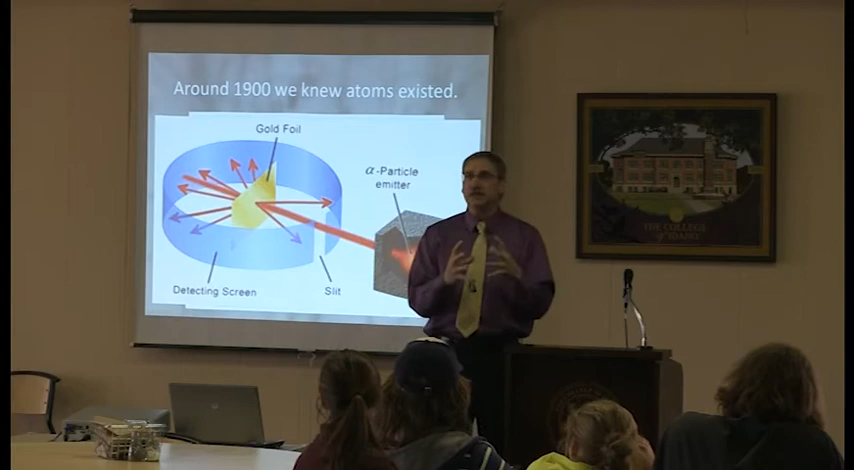 Around 1900 we knew atoms existed.
Gold Foil
α-Particle
emitter
Detecting Screen
Slit
THE COLLEGE
of IDAHO